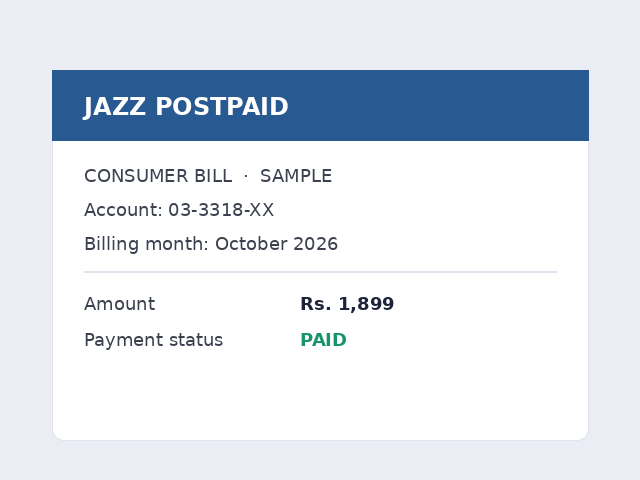 JAZZ POSTPAID
CONSUMER BILL · SAMPLE
Account: 03-3318-XX
Billing month: October 2026
Amount Rs. 1,899
Payment status PAID